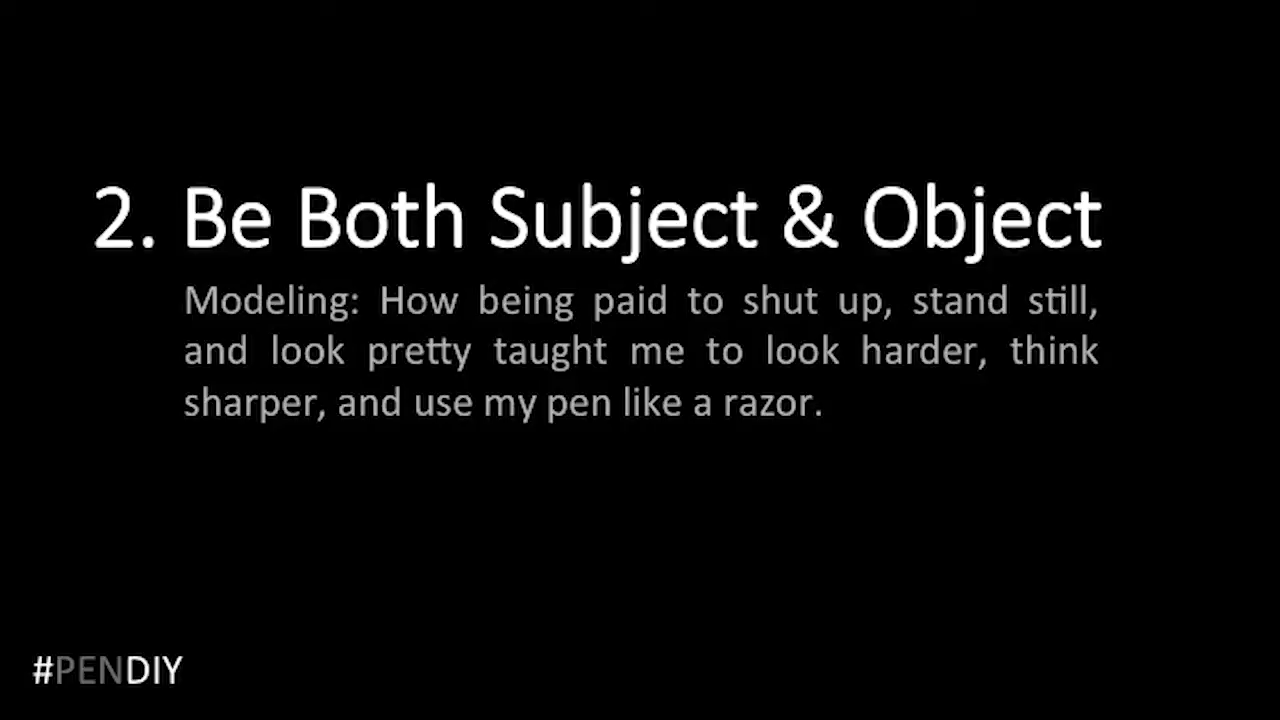 2. Be Both Subject & Object
Modeling: How being paid to shut up, stand still,
and look pretty taught me to look harder, think
sharper, and use my pen like a razor.
#PENDIY